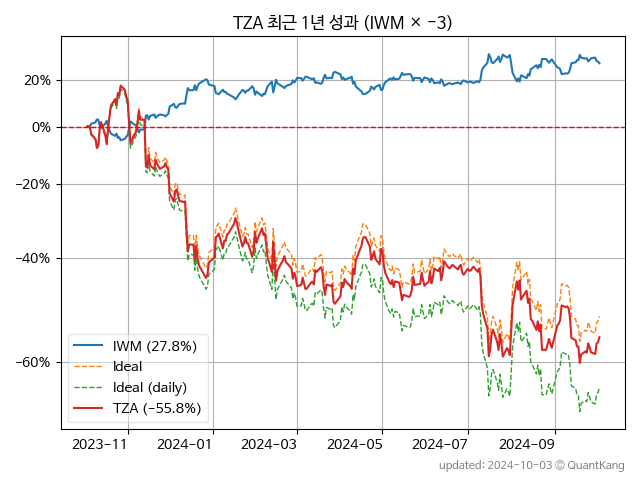 TZA 최근 1년 성과 (IWM × −3)
20%
0%
−20%
−40%
−60%
IWM (27.8%)
Ideal
Ideal (daily)
TZA (−55.8%)
2023−11
2024−01
2024−03
2024−05
2024−07
2024−09
updated: 2024-10-03 ⓒ QuantKang